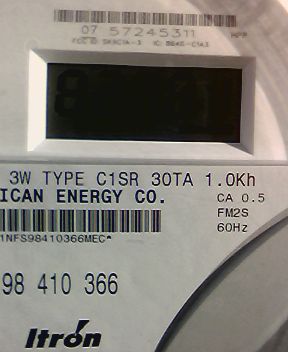 07 57245311
3W TYPE C1SR 30TA 1.0Kh
ICAN ENERGY CO.
CA 0.5
FM2S
60Hz
1NFS98410366MEC*
98 410 366
Itron